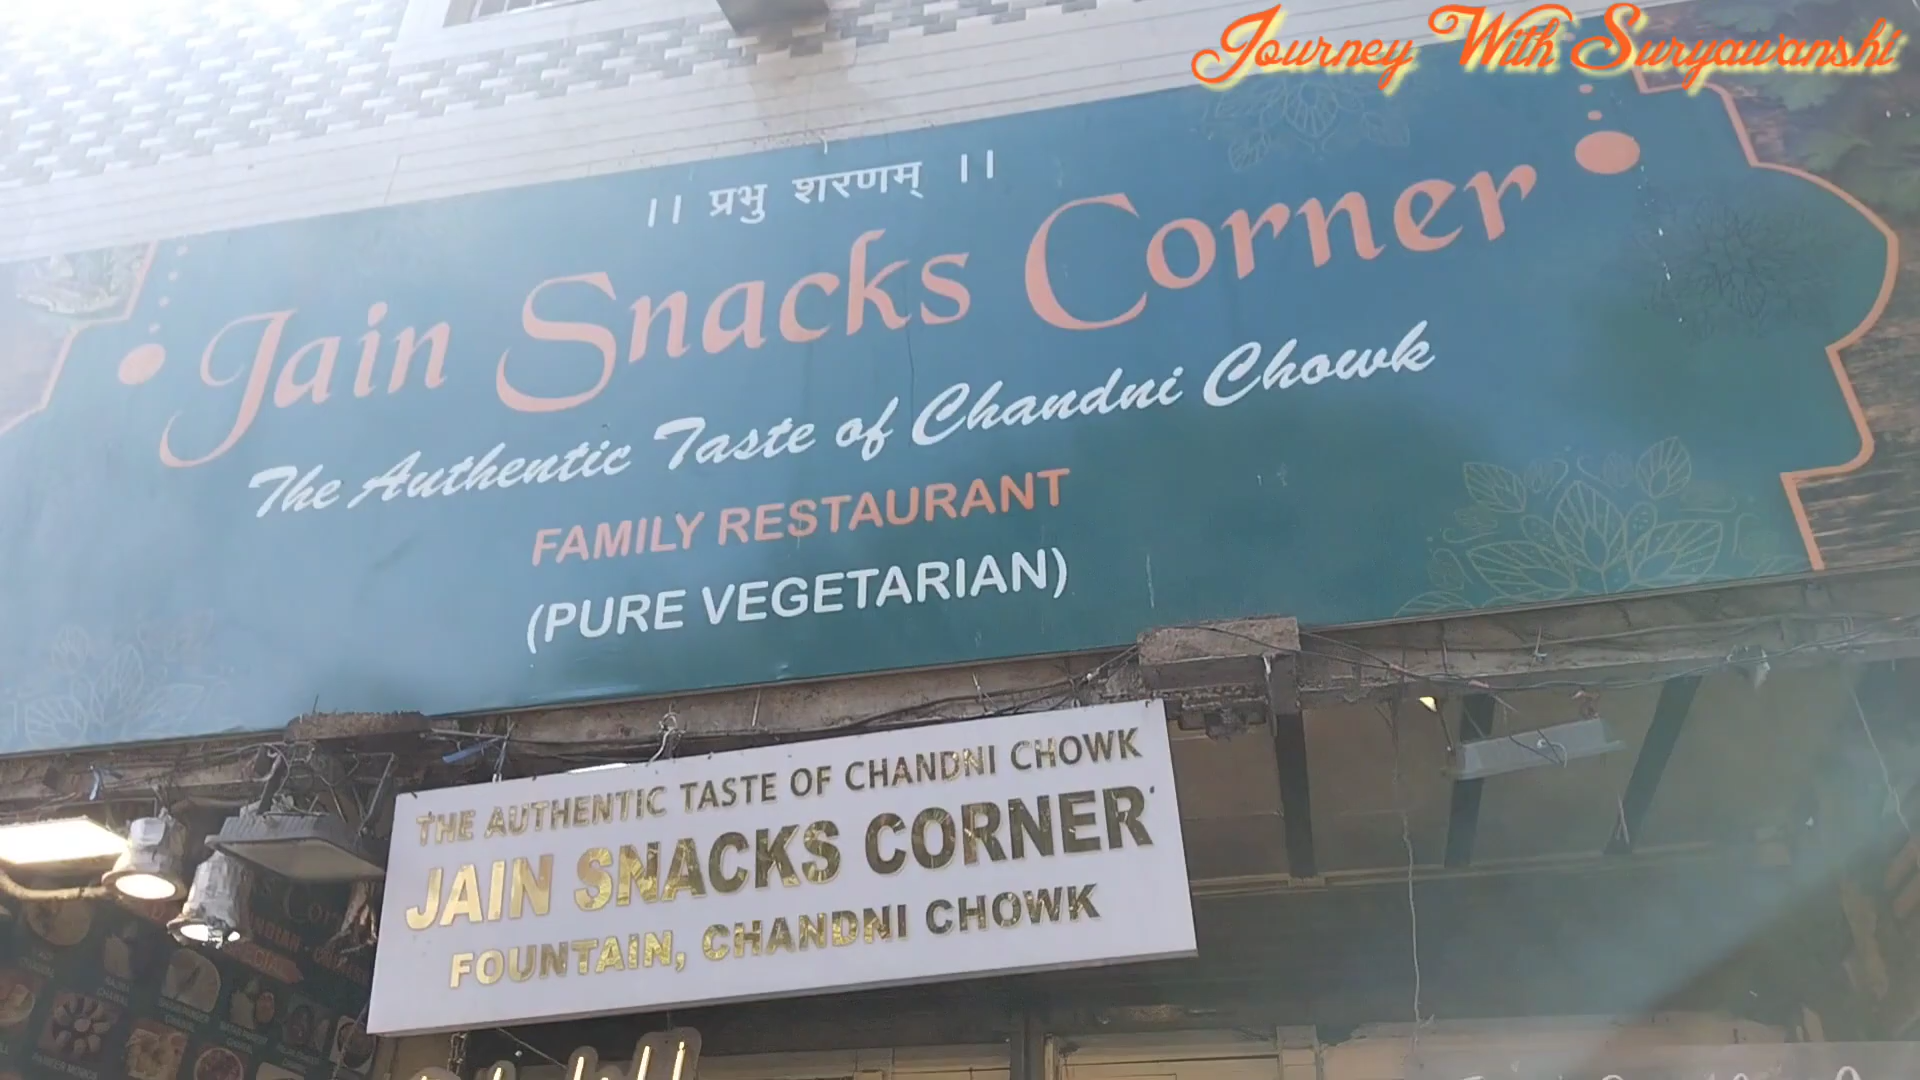 Journey With Suryawanshi
।। प्रभु शरणम् ।।
Jain Snacks Corner
The Authentic Taste of Chandni Chowk
FAMILY RESTAURANT
(PURE VEGETARIAN)
THE AUTHENTIC TASTE OF CHANDNI CHOWK
JAIN SNACKS CORNER
FOUNTAIN, CHANDNI CHOWK